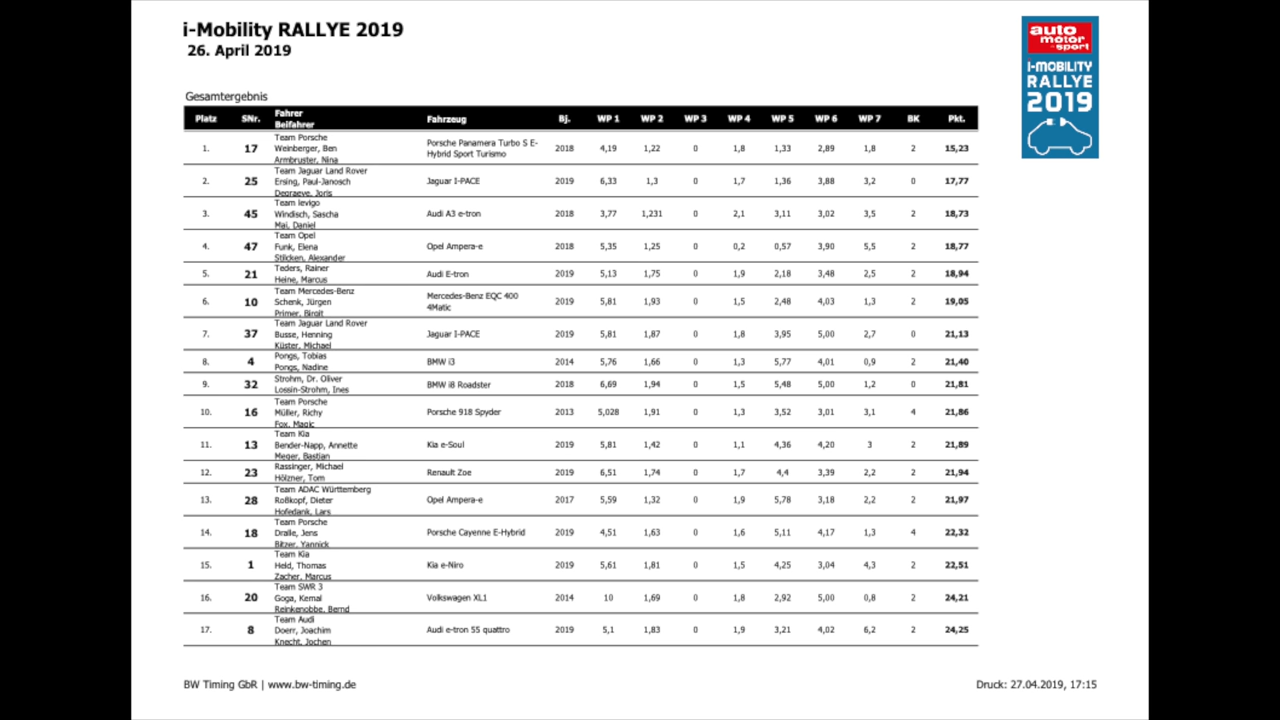 i-Mobility RALLYE 2019
26. April 2019
auto
motor
sport
i-MOBILITY
RALLYE
2019
Gesamtergebnis
Platz SNr. Fahrer Beifahrer Fahrzeug Bj. WP 1 WP 2 WP 3 WP 4 WP 5 WP 6 WP 7 BK Pkt.
1. 17 Team Porsche Weinberger, Ben Armbruster, Nina Porsche Panamera Turbo S E-Hybrid Sport Turismo 2018 4,19 1,22 0 1,8 1,33 2,89 1,8 2 15,23
2. 25 Team Jaguar Land Rover Ersing, Paul-Janosch Degraeve, Joris Jaguar I-PACE 2019 6,33 1,3 0 1,7 1,36 3,88 3,2 0 17,77
3. 45 Team levigo Windisch, Sascha Mai, Daniel Audi A3 e-tron 2018 3,77 1,231 0 2,1 3,11 3,02 3,5 2 18,73
4. 47 Team Opel Funk, Elena Stilcken, Alexander Opel Ampera-e 2018 5,35 1,25 0 0,2 0,57 3,90 5,5 2 18,77
5. 21 Teders, Rainer Heine, Marcus Audi E-tron 2019 5,13 1,75 0 1,9 2,18 3,48 2,5 2 18,94
6. 10 Team Mercedes-Benz Schenk, Jürgen Primer, Birgit Mercedes-Benz EQC 400 4Matic 2019 5,81 1,93 0 1,5 2,48 4,03 1,3 2 19,05
7. 37 Team Jaguar Land Rover Busse, Henning Küster, Michael Jaguar I-PACE 2019 5,81 1,87 0 1,8 3,95 5,00 2,7 0 21,13
8. 4 Pongs, Tobias Pongs, Nadine BMW i3 2014 5,76 1,66 0 1,3 5,77 4,01 0,9 2 21,40
9. 32 Strohm, Dr. Oliver Lossin-Strohm, Ines BMW i8 Roadster 2018 6,69 1,94 0 1,5 5,48 5,00 1,2 0 21,81
10. 16 Team Porsche Müller, Richy Fox, Magic Porsche 918 Spyder 2013 5,028 1,91 0 1,3 3,52 3,01 3,1 4 21,86
11. 13 Team Kia Bender-Napp, Annette Meger, Bastian Kia e-Soul 2019 5,81 1,42 0 1,1 4,36 4,20 3 2 21,89
12. 23 Rassinger, Michael Hölzner, Tom Renault Zoe 2019 6,51 1,74 0 1,7 4,4 3,39 2,2 2 21,94
13. 28 Team ADAC Württemberg Roßkopf, Dieter Hofedank, Lars Opel Ampera-e 2017 5,59 1,32 0 1,9 5,78 3,18 2,2 2 21,97
14. 18 Team Porsche Dralle, Jens Bitzer, Yannick Porsche Cayenne E-Hybrid 2019 4,51 1,63 0 1,6 5,11 4,17 1,3 4 22,32
15. 1 Team Kia Held, Thomas Zacher, Marcus Kia e-Niro 2019 5,61 1,81 0 1,5 4,25 3,04 4,3 2 22,51
16. 20 Team SWR 3 Goga, Kemal Reinkenobbe, Bernd Volkswagen XL1 2014 10 1,69 0 1,8 2,92 5,00 0,8 2 24,21
17. 8 Team Audi Doerr, Joachim Knecht, Jochen Audi e-tron 55 quattro 2019 5,1 1,83 0 1,9 3,21 4,02 6,2 2 24,25
BW Timing GbR | www.bw-timing.de Druck: 27.04.2019, 17:15